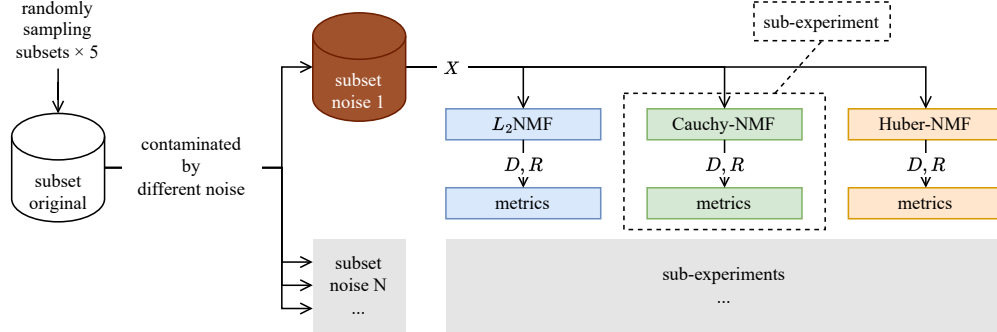 randomly
sampling
subsets × 5
subset
original
contaminated
by
different noise
subset
noise 1
X
sub-experiment
L₂NMF
Cauchy-NMF
Huber-NMF
D, R
D, R
D, R
metrics
metrics
metrics
subset
noise N
...
sub-experiments
...